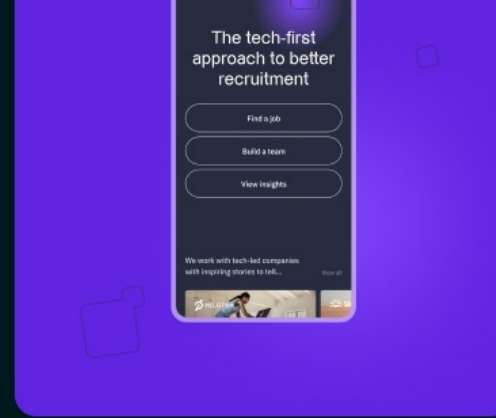 The tech-first
approach to better
recruitment
Find a job
Build a team
View insights
We work with tech-led companies
with inspiring stories to tell...
View all
PELOTON